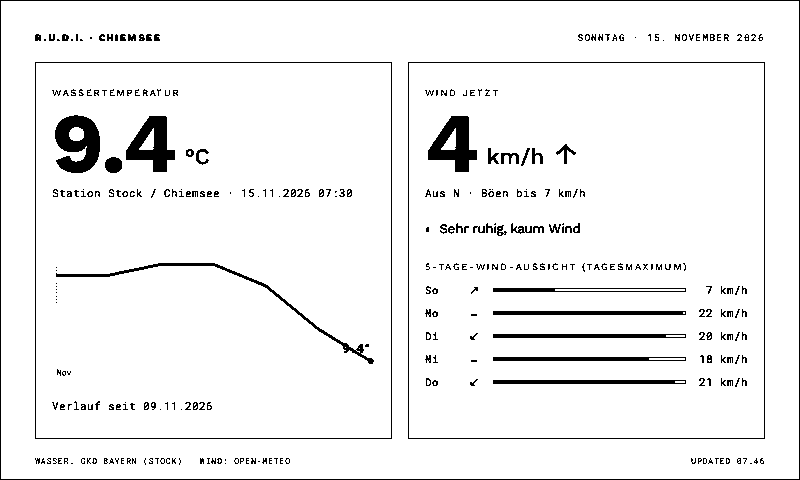 R.U.D.I. · CHIEMSEE
SONNTAG · 15. NOVEMBER 2026
WASSERTEMPERATUR
9.4 °C
Station Stock / Chiemsee · 15.11.2026 07:30
9.4°
Nov
Verlauf seit 09.11.2026
WIND JETZT
4 km/h ↑
Aus N · Böen bis 7 km/h
Sehr ruhig, kaum Wind
5-TAGE-WIND-AUSSICHT (TAGESMAXIMUM)
So ↗ 7 km/h
Mo – 22 km/h
Di ↙ 20 km/h
Mi – 18 km/h
Do ↙ 21 km/h
WASSER: GKD BAYERN (STOCK) WIND: OPEN-METEO
UPDATED 07:46